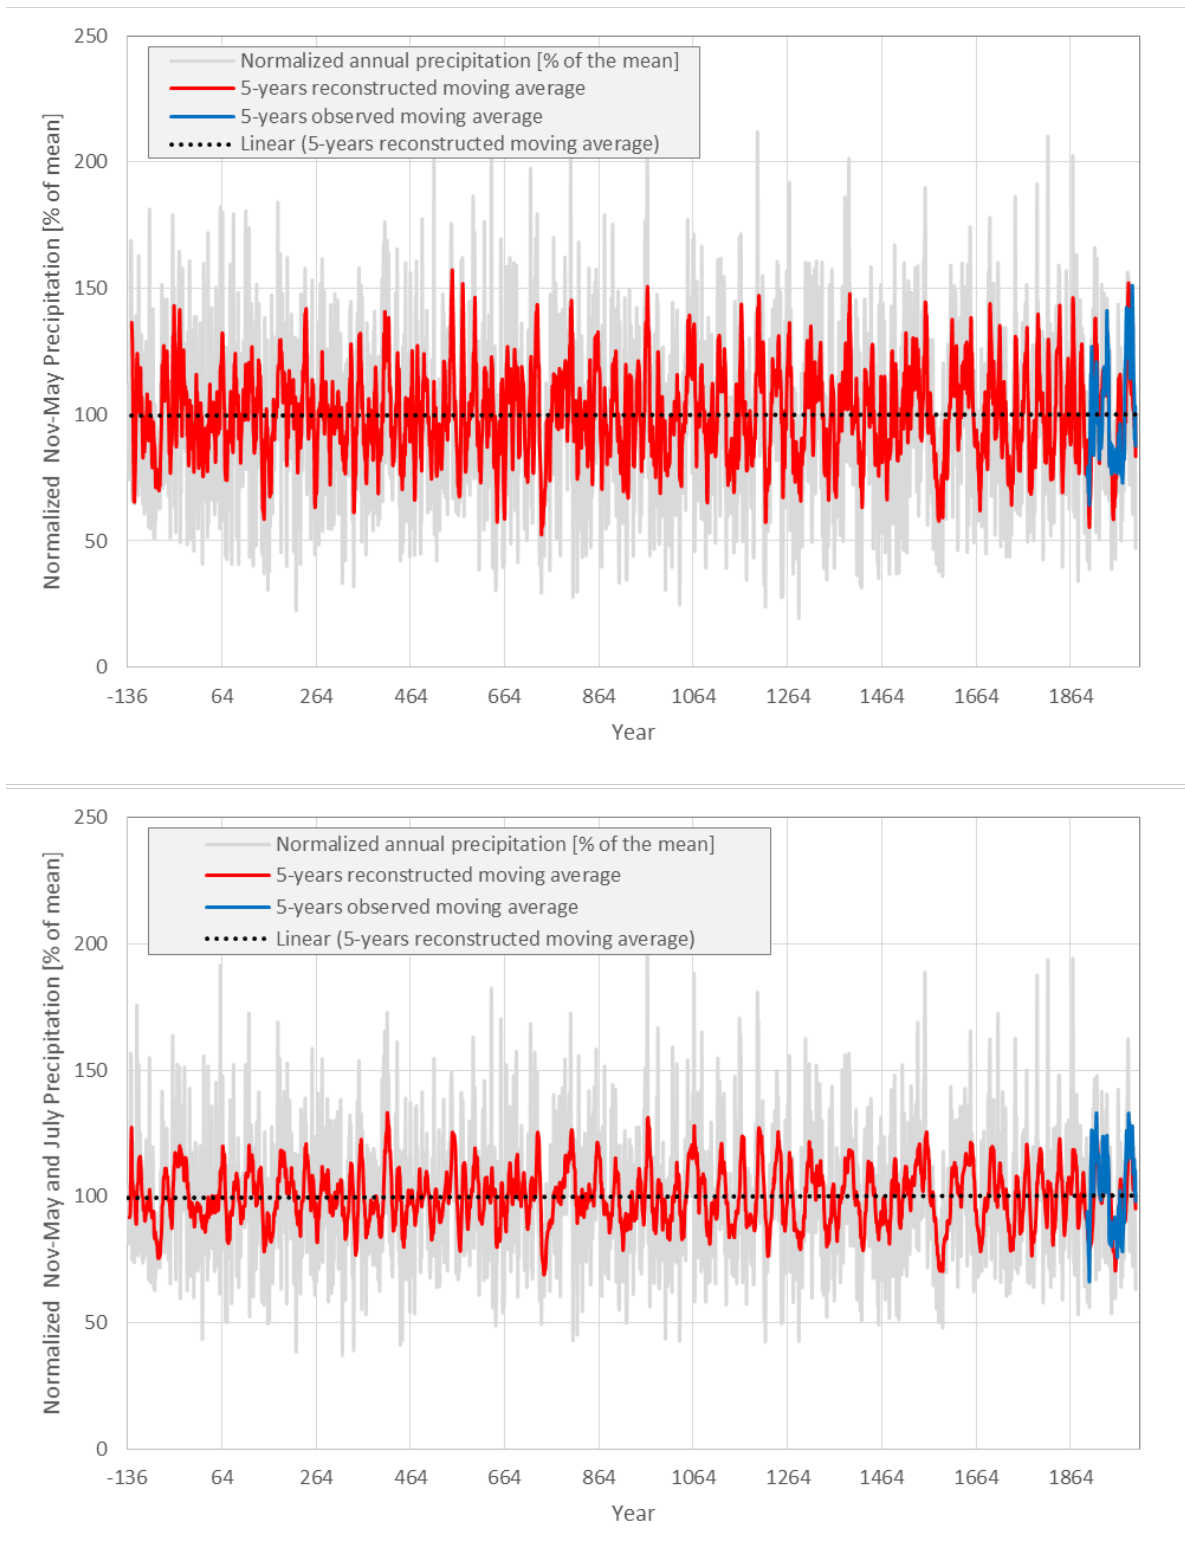 250
200
150
100
50
0
Normalized Nov-May Precipitation [% of mean]
Normalized annual precipitation [% of the mean]
5-years reconstructed moving average
5-years observed moving average
Linear (5-years reconstructed moving average)
-136 64 264 464 664 864 1064 1264 1464 1664 1864
Year
250
200
150
100
50
0
Normalized Nov-May and July Precipitation [% of mean]
Normalized annual precipitation [% of the mean]
5-years reconstructed moving average
5-years observed moving average
Linear (5-years reconstructed moving average)
-136 64 264 464 664 864 1064 1264 1464 1664 1864
Year